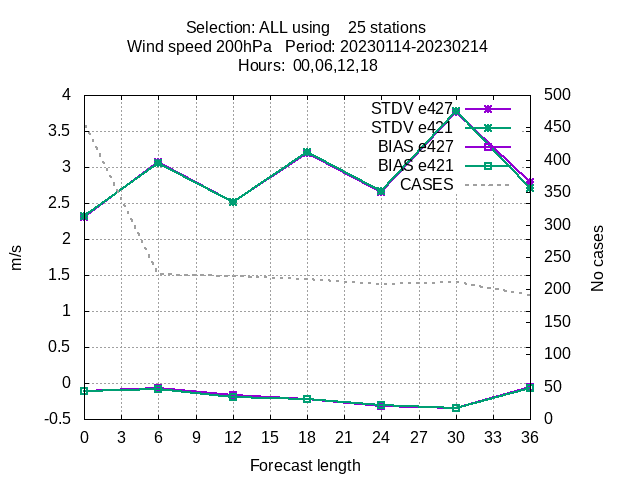 Selection: ALL using    25 stations
Wind speed 200hPa   Period: 20230114-20230214
Hours:  00,06,12,18
4 500
STDV e427
3.5 450
STDV e421
BIAS e427
3 400
BIAS e421
CASES
2.5 350
2 300
1.5 250
1 200
0.5 150
0 100
-0.5 50
0
m/s
No cases
0 3 6 9 12 15 18 21 24 27 30 33 36
Forecast length